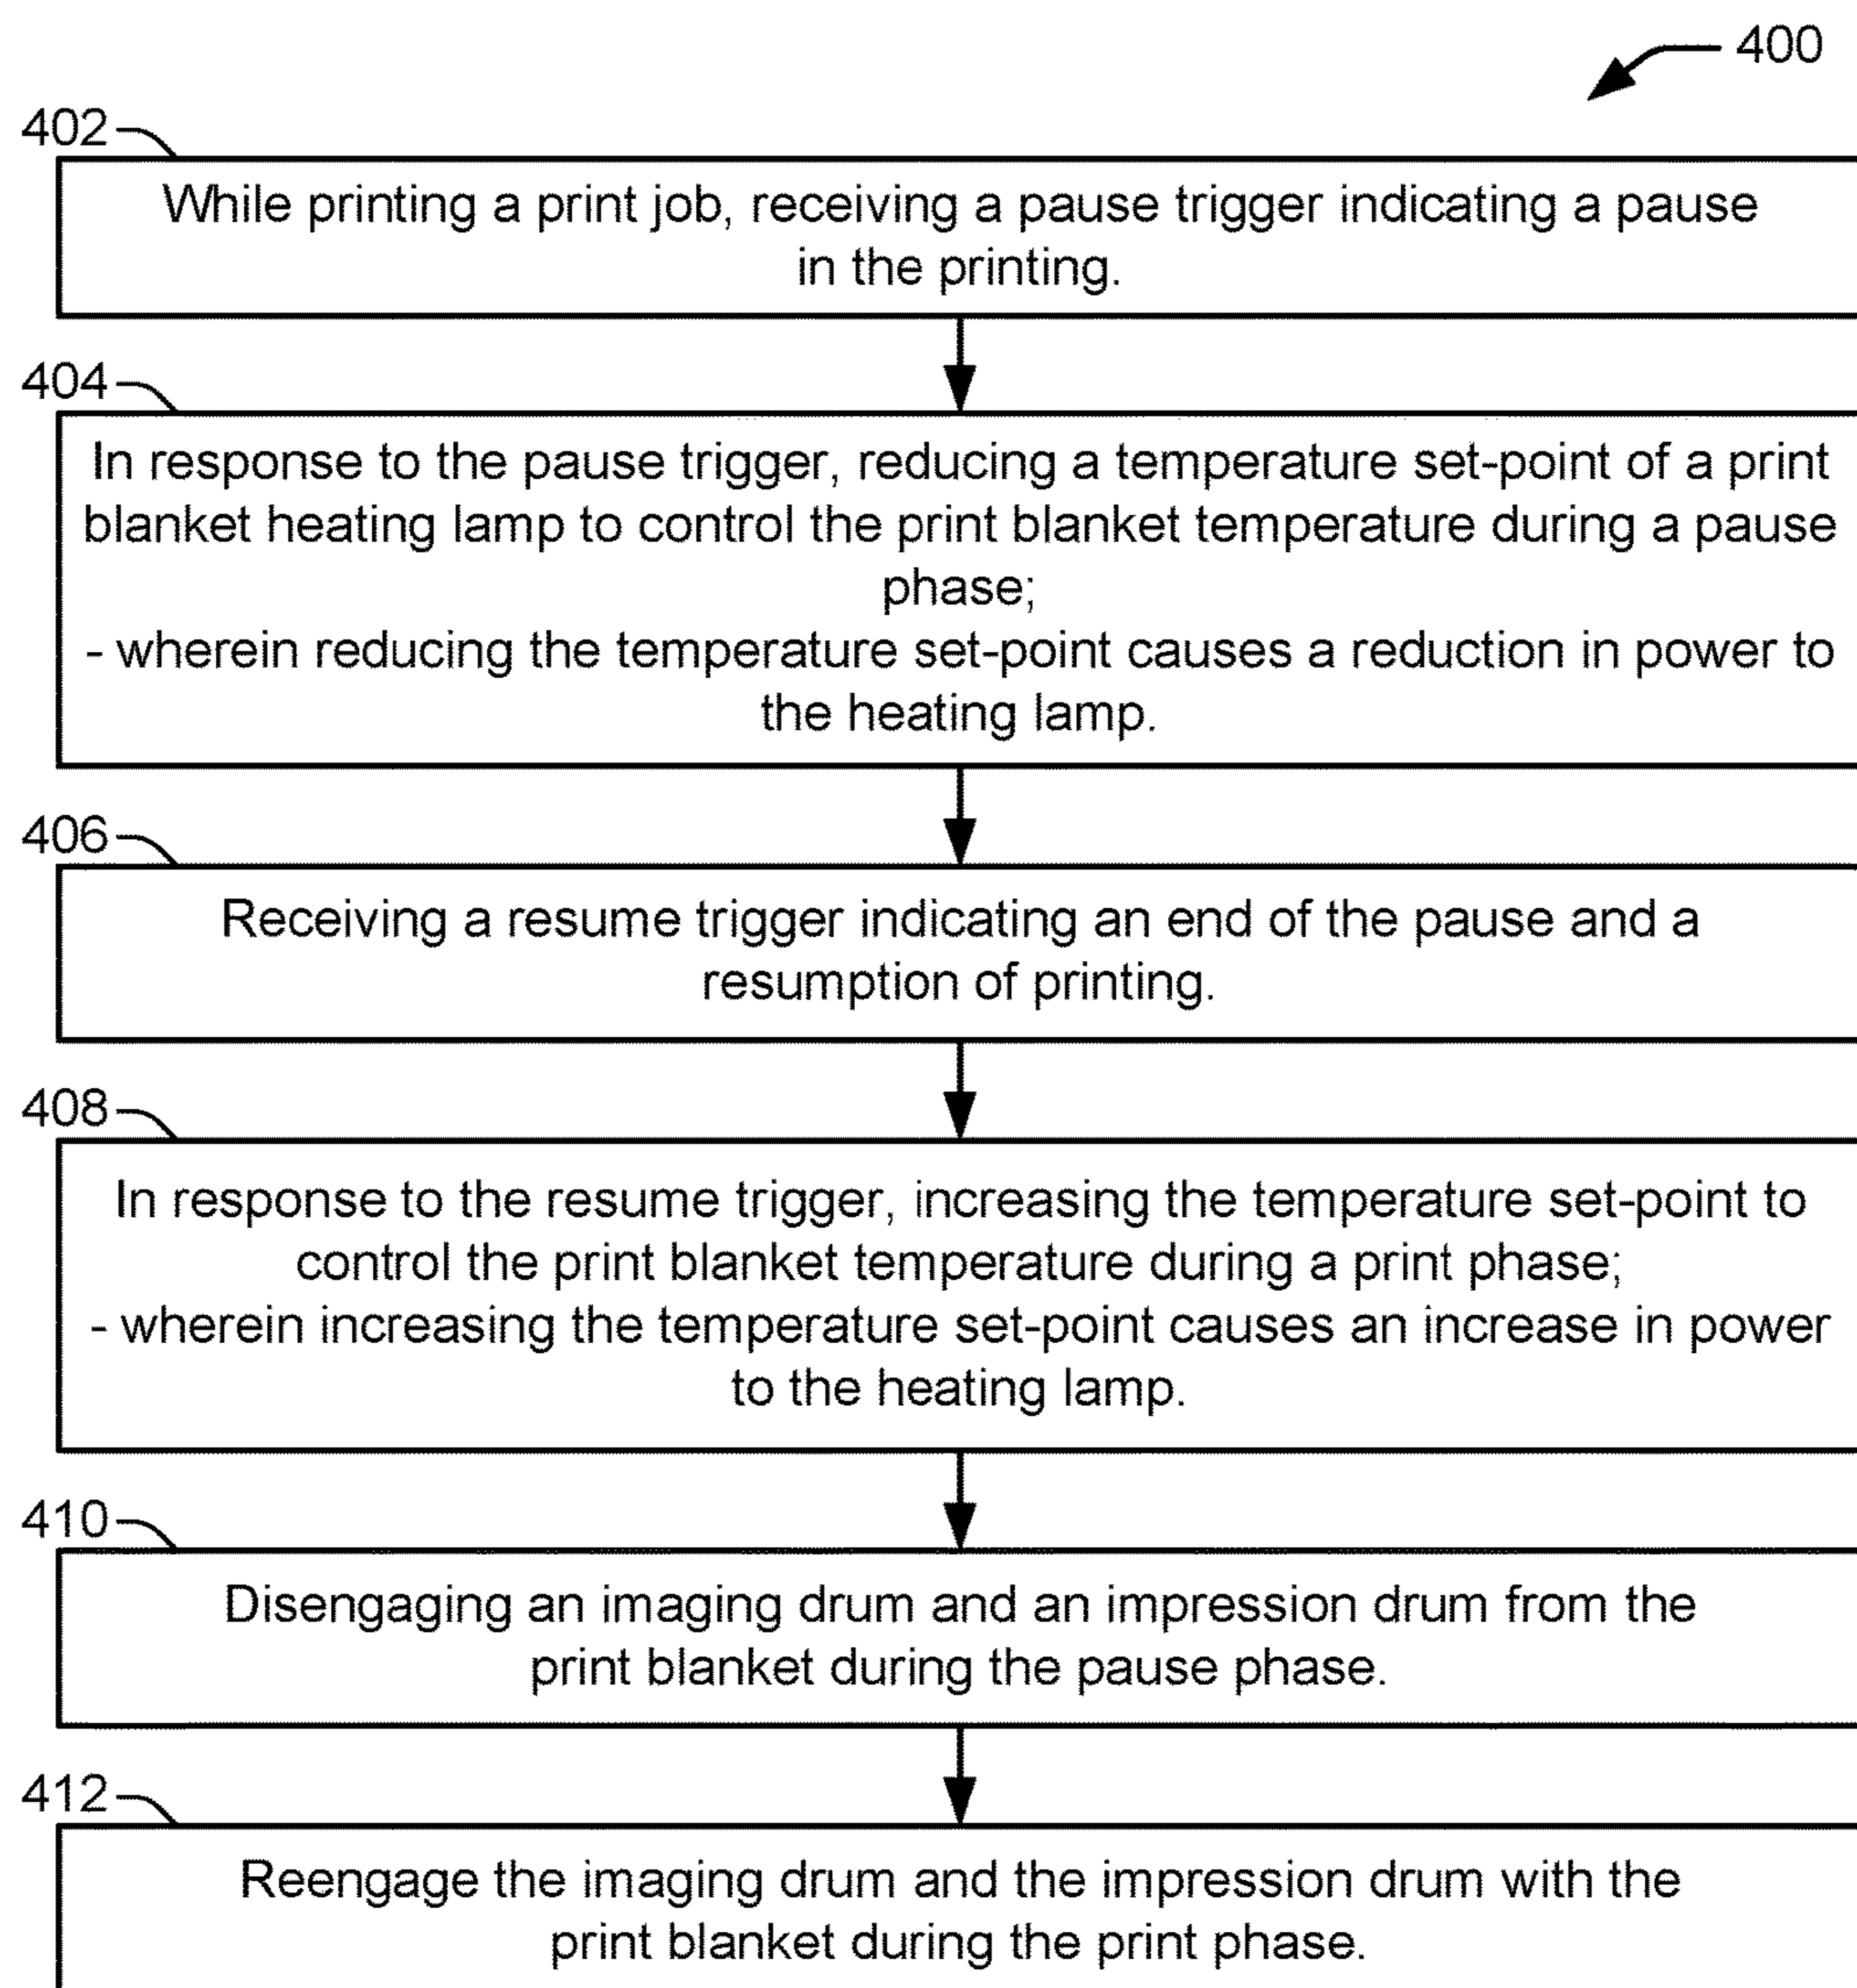 400
402
While printing a print job, receiving a pause trigger indicating a pause
in the printing.
404
In response to the pause trigger, reducing a temperature set-point of a print
blanket heating lamp to control the print blanket temperature during a pause
phase;
- wherein reducing the temperature set-point causes a reduction in power to
the heating lamp.
406
Receiving a resume trigger indicating an end of the pause and a
resumption of printing.
408
In response to the resume trigger, increasing the temperature set-point to
control the print blanket temperature during a print phase;
- wherein increasing the temperature set-point causes an increase in power
to the heating lamp.
410
Disengaging an imaging drum and an impression drum from the
print blanket during the pause phase.
412
Reengage the imaging drum and the impression drum with the
print blanket during the print phase.